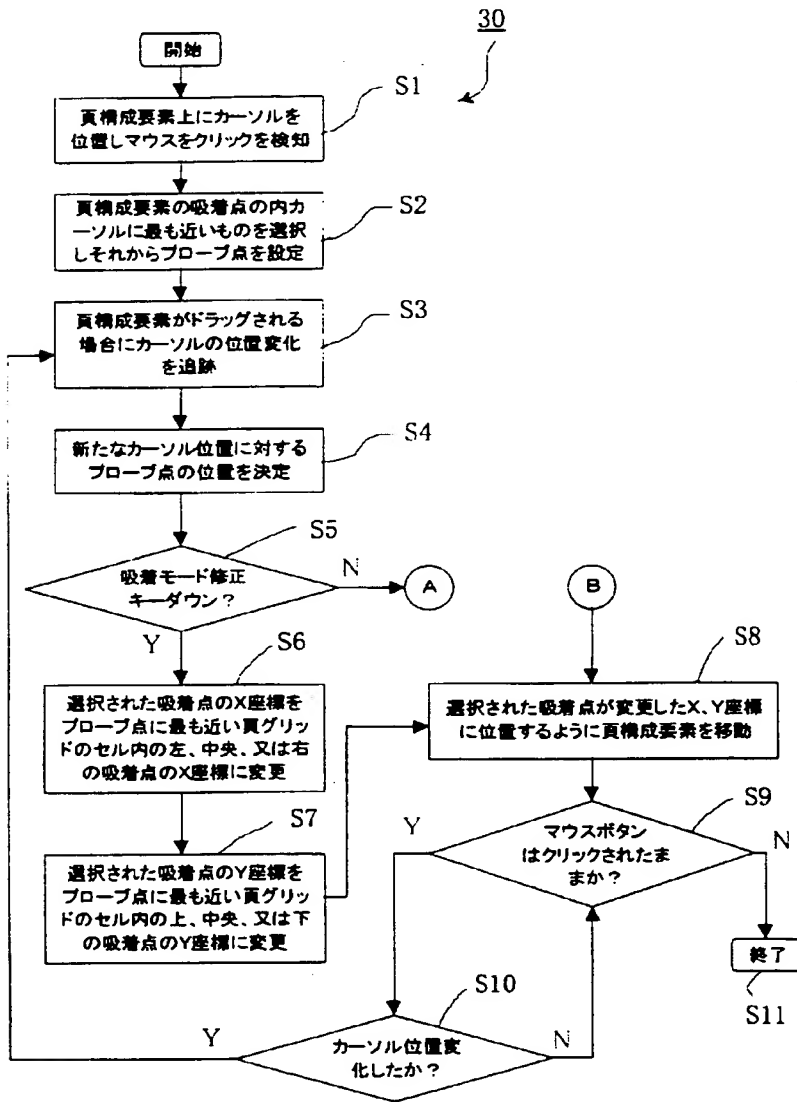 30
開始
S1
頁構成要素上にカーソルを
位置しマウスをクリックを検知
S2
頁構成要素の吸着点の内カ
ーソルに最も近いものを選択
しそれからプローブ点を設定
S3
頁構成要素がドラッグされる
場合にカーソルの位置変化
を追跡
S4
新たなカーソル位置に対する
プローブ点の位置を決定
S5
吸着モード修正
キーダウン?
N
A
Y
B
S6
選択された吸着点のX座標を
プローブ点に最も近い頁グリッ
ドのセル内の左、中央、又は右
の吸着点のX座標に変更
S8
選択された吸着点が変更したX、Y座標
に位置するように頁構成要素を移動
S7
選択された吸着点のY座標を
プローブ点に最も近い頁グリッ
ドのセル内の上、中央、又は下
の吸着点のY座標に変更
S9
マウスボタン
はクリックされたま
まか?
Y
N
終了
S11
S10
カーソル位置変
化したか?
Y
N